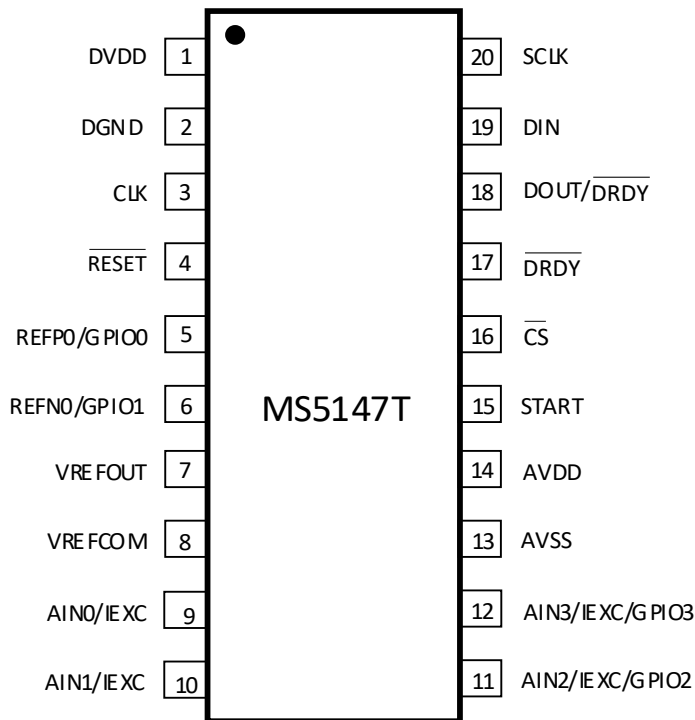 DVDD 1 20 SCLK
DGND 2 19 DIN
CLK 3 18 DOUT/DRDY
RESET 4 17 DRDY
REFP0/GPIO0 5 16 CS
REFN0/GPIO1 6 MS5147T 15 START
VREFOUT 7 14 AVDD
VREFCOM 8 13 AVSS
AIN0/IEXC 9 12 AIN3/IEXC/GPIO3
AIN1/IEXC 10 11 AIN2/IEXC/GPIO2